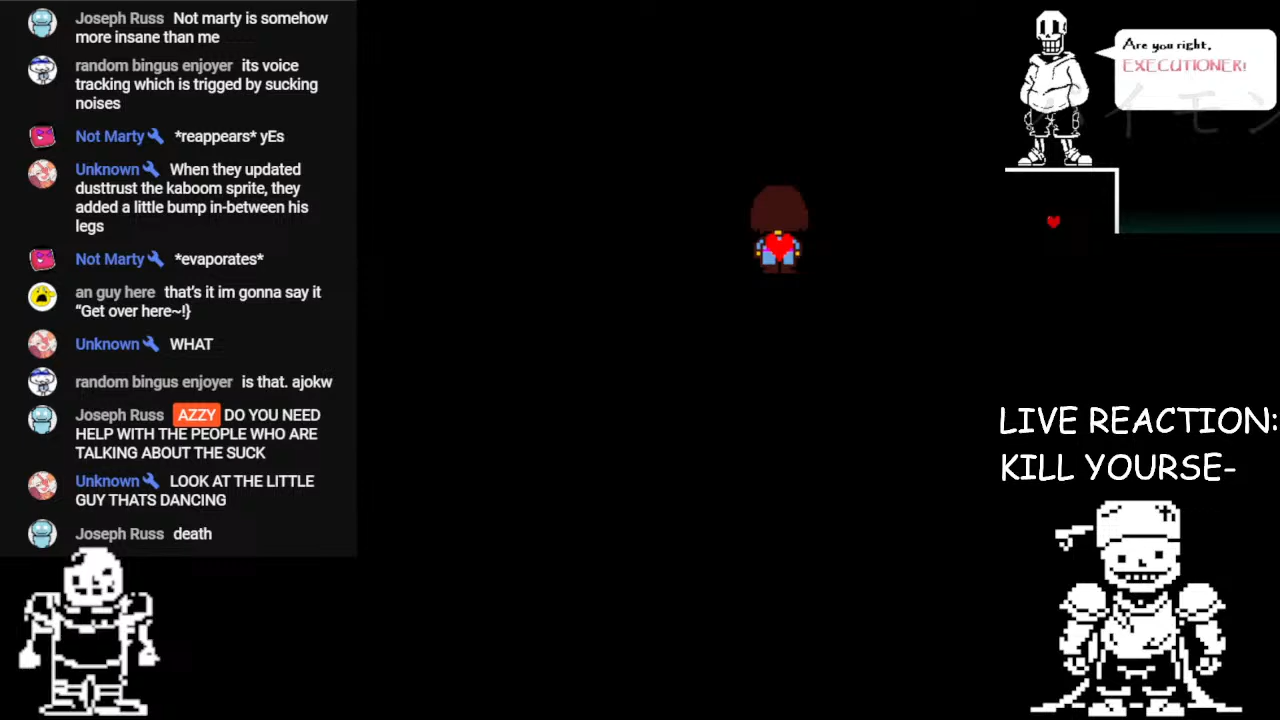 Joseph Russ Not marty is somehow
more insane than me
random bingus enjoyer its voice
tracking which is trigged by sucking
noises
Not Marty *reappears* yEs
Unknown When they updated
dusttrust the kaboom sprite, they
added a little bump in-between his
legs
Not Marty *evaporates*
an guy here that's it im gonna say it
“Get over here~!}
Unknown WHAT
random bingus enjoyer is that. ajokw
Joseph Russ AZZY DO YOU NEED
HELP WITH THE PEOPLE WHO ARE
TALKING ABOUT THE SUCK
Unknown LOOK AT THE LITTLE
GUY THATS DANCING
Joseph Russ death
Are you right,
EXECUTIONER!
イモン
LIVE REACTION:
KILL YOURSE-